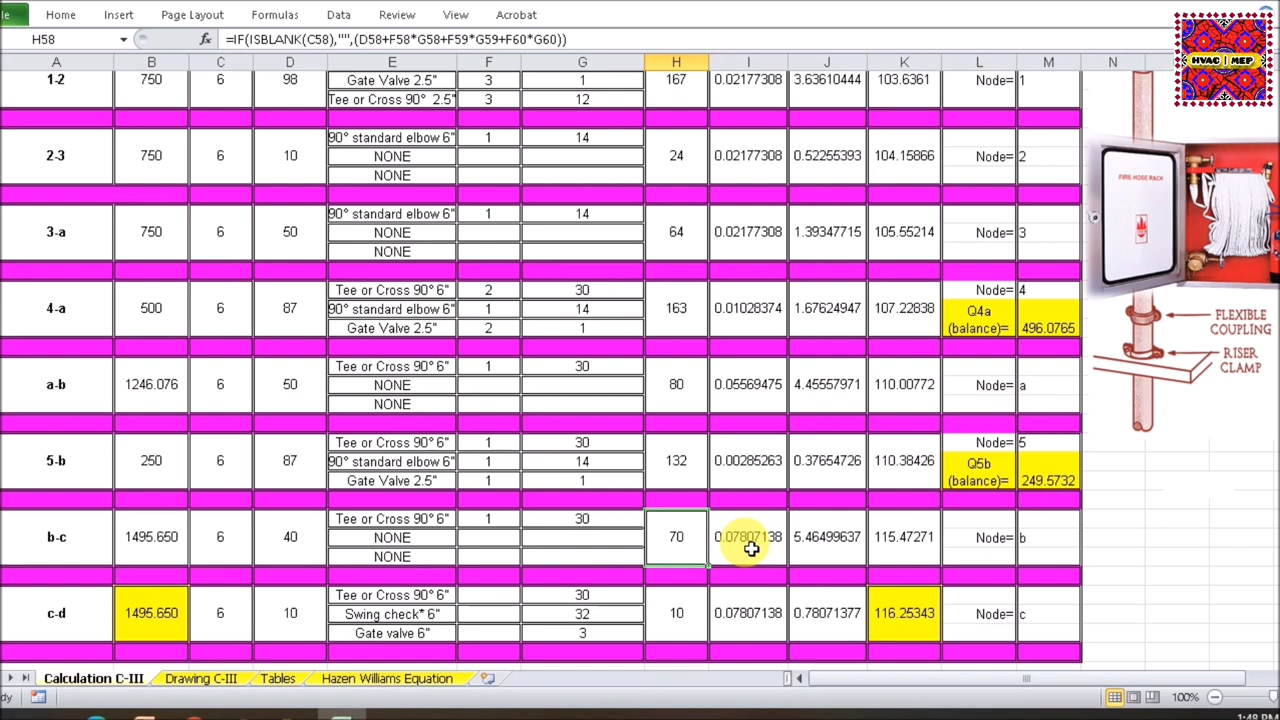 le Home Insert Page Layout Formulas Data Review View Acrobat
H58 fx =IF(ISBLANK(C58),"",(D58+F58*G58+F59*G59+F60*G60))
A B C D E F G H I J K L M N
1-2 750 6 98 Gate Valve 2.5" 3 1 167 0.02177308 3.63610444 103.6361 Node= 1
Tee or Cross 90° 2.5" 3 12
90° standard elbow 6" 1 14
2-3 750 6 10 NONE 24 0.02177308 0.52255393 104.15866 Node= 2
NONE
90° standard elbow 6" 1 14
3-a 750 6 50 NONE 64 0.02177308 1.39347715 105.55214 Node= 3
NONE
Tee or Cross 90° 6" 2 30 Node= 4
4-a 500 6 87 90° standard elbow 6" 1 14 163 0.01028374 1.67624947 107.22838 Q4a
Gate Valve 2.5" 2 1 (balance)= 496.0765
Tee or Cross 90° 6" 1 30
a-b 1246.076 6 50 NONE 80 0.05569475 4.45557971 110.00772 Node= a
NONE
Tee or Cross 90° 6" 1 30 Node= 5
5-b 250 6 87 90° standard elbow 6" 1 14 132 0.00285263 0.37654726 110.38426 Q5b
Gate Valve 2.5" 1 1 (balance)= 249.5732
Tee or Cross 90° 6" 1 30
b-c 1495.650 6 40 NONE 70 0.07807138 5.46499637 115.47271 Node= b
NONE
Tee or Cross 90° 6" 30
c-d 1495.650 6 10 Swing check* 6" 32 10 0.07807138 0.78071377 116.25343 Node= c
Gate valve 6" 3
HVAC | MEP
FIRE HOSE RACK
FLEXIBLE
COUPLING
RISER
CLAMP
Calculation C-III Drawing C-III Tables Hazen Williams Equation
dy 100%
1:48 PM